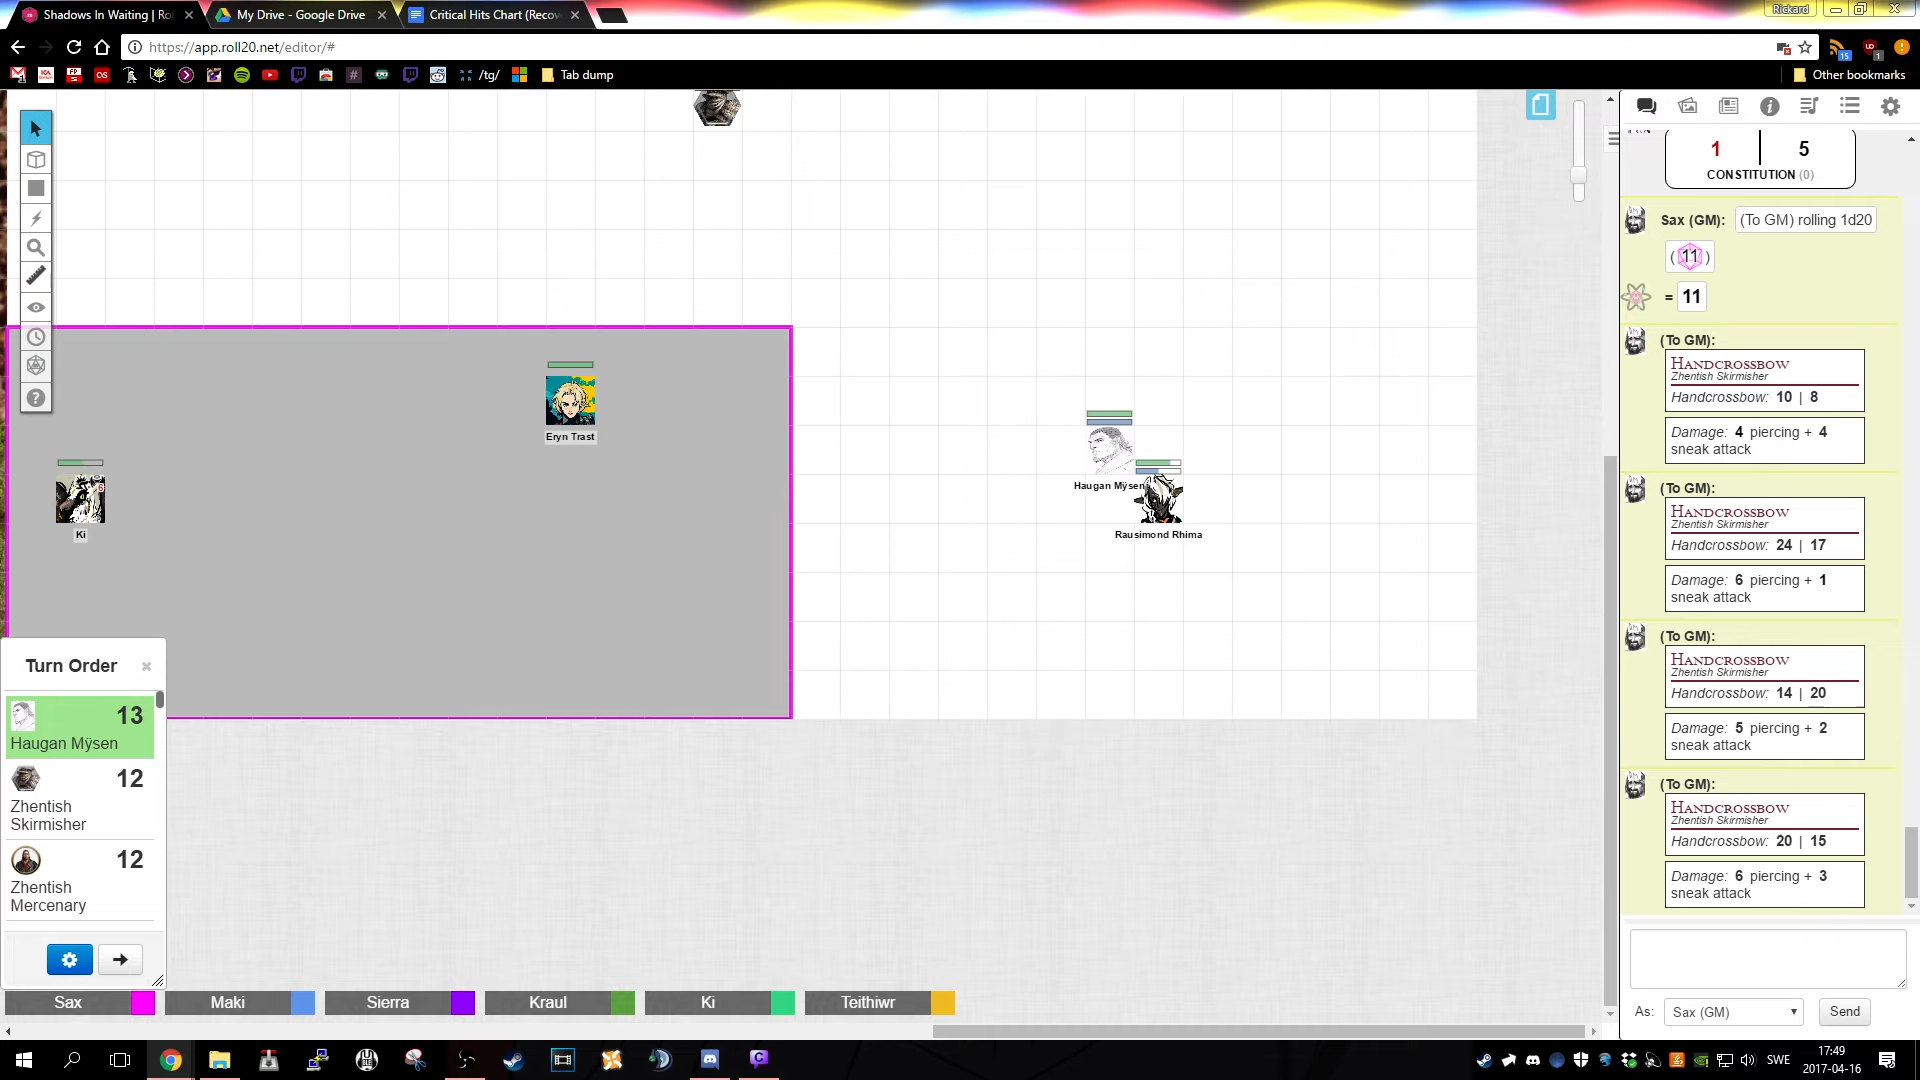 Shadows In Waiting | Rol
My Drive - Google Drive
Critical Hits Chart (Recov
Rickard
https://app.roll20.net/editor/#
15
1
/tg/
Tab dump
Other bookmarks
Eryn Trast
6
Ki
Haugan Mÿsen
Rausimond Rhima
Turn Order
13
Haugan Mÿsen
12
Zhentish
Skirmisher
12
Zhentish
Mercenary
Sax
Maki
Sierra
Kraul
Ki
Teithiwr
1 | 5
CONSTITUTION (0)
Sax (GM): (To GM) rolling 1d20
( 11 )
= 11
(To GM):
HANDCROSSBOW
Zhentish Skirmisher
Handcrossbow: 10 | 8
Damage: 4 piercing + 4
sneak attack
(To GM):
HANDCROSSBOW
Zhentish Skirmisher
Handcrossbow: 24 | 17
Damage: 6 piercing + 1
sneak attack
(To GM):
HANDCROSSBOW
Zhentish Skirmisher
Handcrossbow: 14 | 20
Damage: 5 piercing + 2
sneak attack
(To GM):
HANDCROSSBOW
Zhentish Skirmisher
Handcrossbow: 20 | 15
Damage: 6 piercing + 3
sneak attack
As: Sax (GM) Send
SWE
17:49
2017-04-16